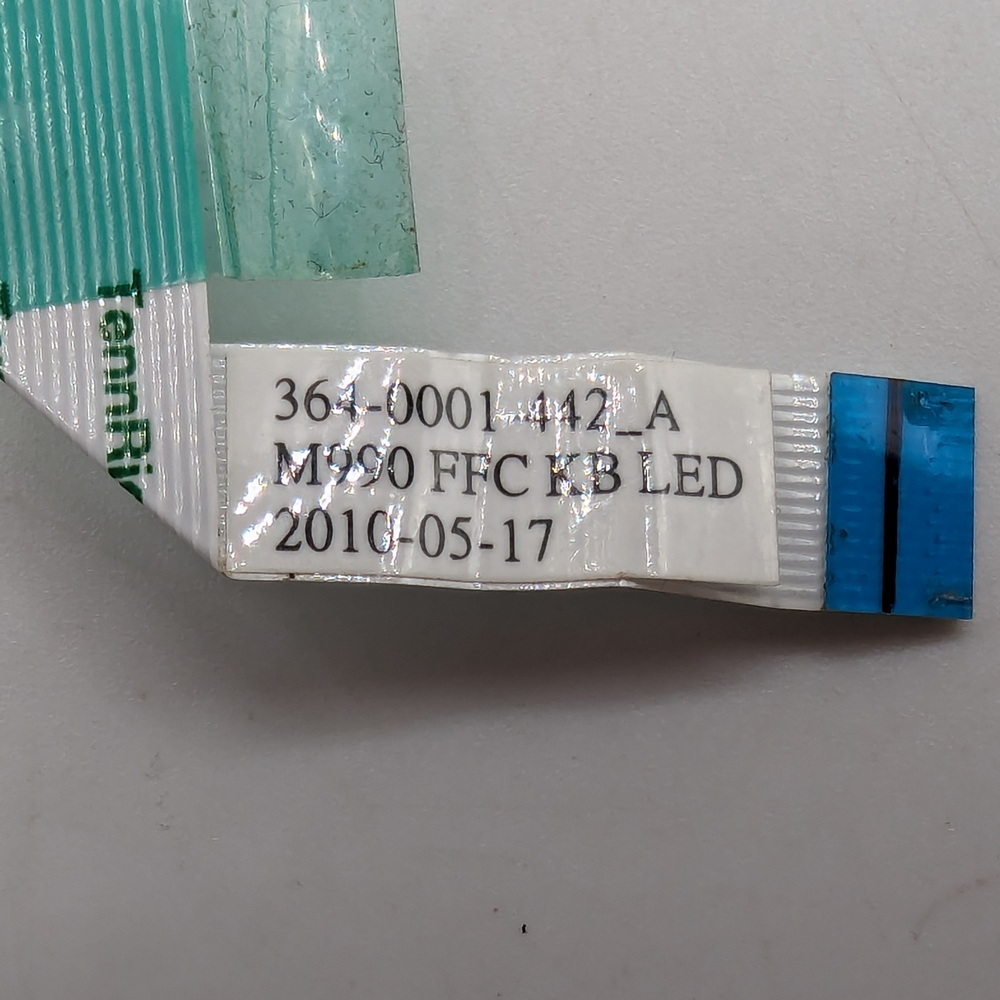 364-0001-442_A
M990 FFC KB LED
2010-05-17